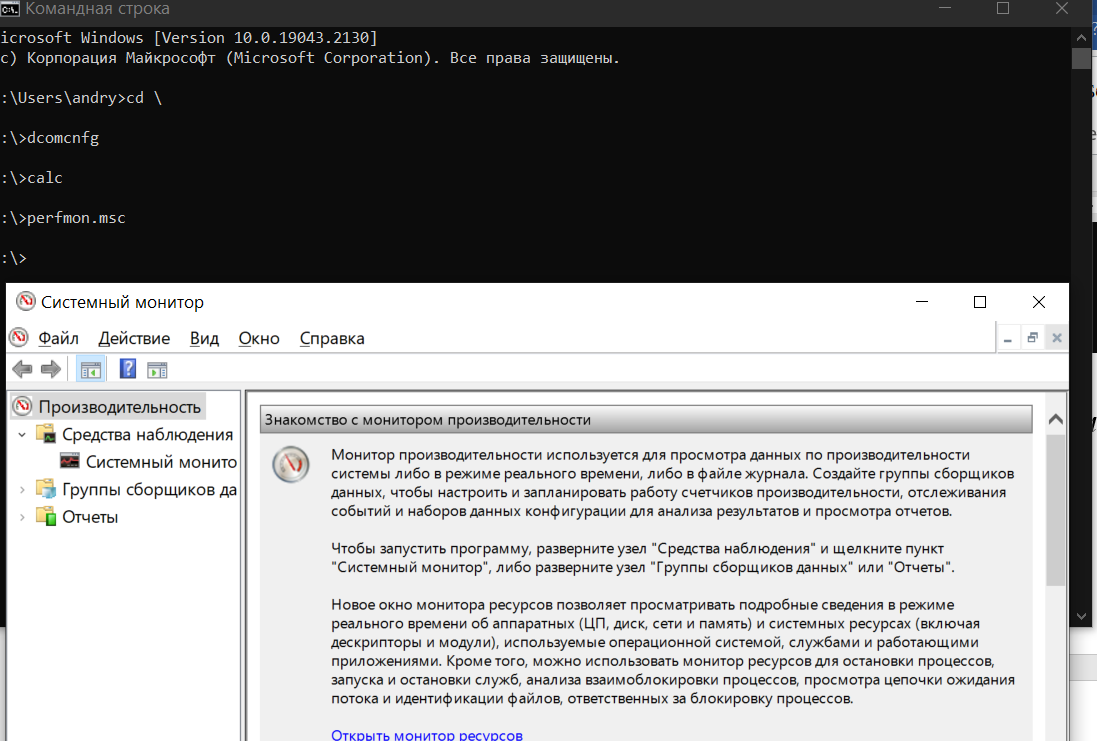 Командная строка
icrosoft Windows [Version 10.0.19043.2130]
c) Корпорация Майкрософт (Microsoft Corporation). Все права защищены.
:\Users\andry>cd \
:\>dcomcnfg
:\>calc
:\>perfmon.msc
:\>
Системный монитор
Файл Действие Вид Окно Справка
Производительность
Средства наблюдения
Системный монито
Группы сборщиков да
Отчеты
Знакомство с монитором производительности
Монитор производительности используется для просмотра данных по производительности
системы либо в режиме реального времени, либо в файле журнала. Создайте группы сборщиков
данных, чтобы настроить и запланировать работу счетчиков производительности, отслеживания
событий и наборов данных конфигурации для анализа результатов и просмотра отчетов.
Чтобы запустить программу, разверните узел "Средства наблюдения" и щелкните пункт
"Системный монитор", либо разверните узел "Группы сборщиков данных" или "Отчеты".
Новое окно монитора ресурсов позволяет просматривать подробные сведения в режиме
реального времени об аппаратных (ЦП, диск, сети и память) и системных ресурсах (включая
дескрипторы и модули), используемые операционной системой, службами и работающими
приложениями. Кроме того, можно использовать монитор ресурсов для остановки процессов,
запуска и остановки служб, анализа взаимоблокировки процессов, просмотра цепочки ожидания
потока и идентификации файлов, ответственных за блокировку процессов.
Открыть монитор ресурсов